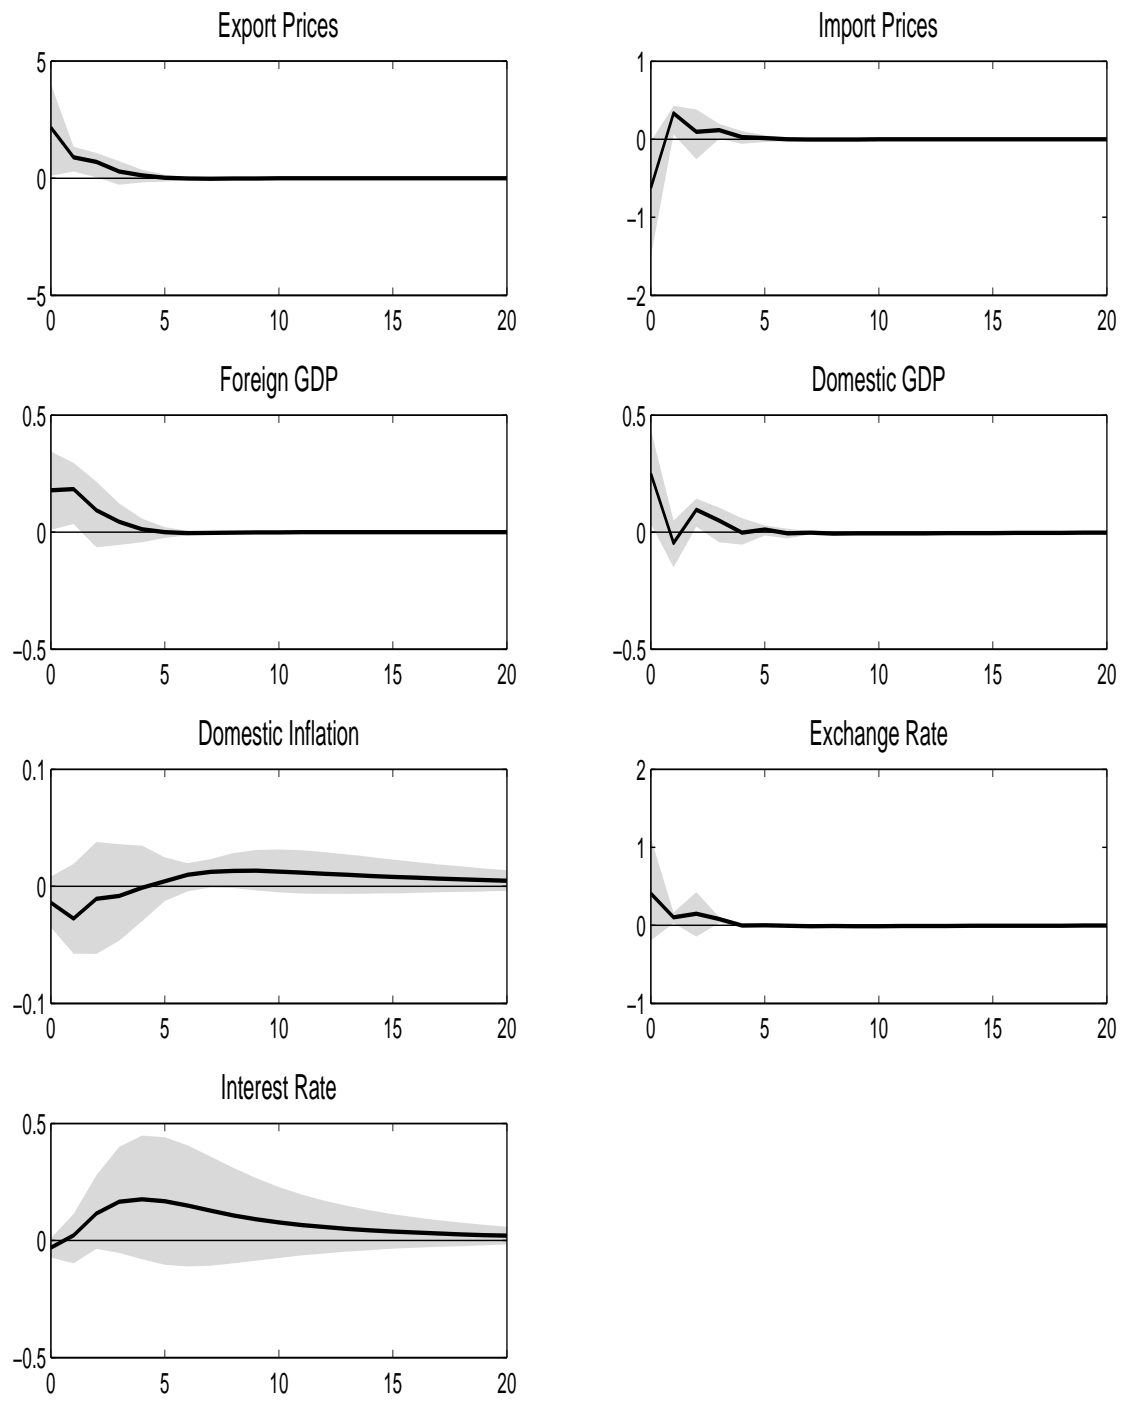 Export Prices
5
0
−5
0 5 10 15 20
Import Prices
1
0
−1
−2
0 5 10 15 20
Foreign GDP
0.5
0
−0.5
0 5 10 15 20
Domestic GDP
0.5
0
−0.5
0 5 10 15 20
Domestic Inflation
0.1
0
−0.1
0 5 10 15 20
Exchange Rate
2
1
0
−1
0 5 10 15 20
Interest Rate
0.5
0
−0.5
0 5 10 15 20